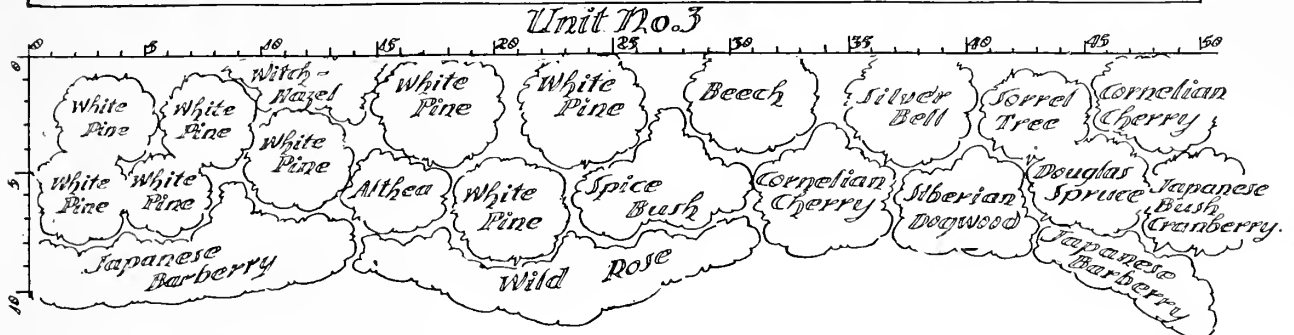 Unit No.3
0 5 10 15 20 25 30 35 40 45 50
0
5
10
White
Pine
White
Pine
Witch-
Hazel
White
Pine
White
Pine
Beech
Silver
Bell
Sorrel
Tree
Cornelian
Cherry
White
Pine
White
Pine
White
Pine
Althea
White
Pine
Spice
Bush
Cornelian
Cherry
Siberian
Dogwood
Douglas
Spruce
Japanese
Bush
Cranberry.
Japanese
Barberry
Wild Rose
Japanese
Barberry